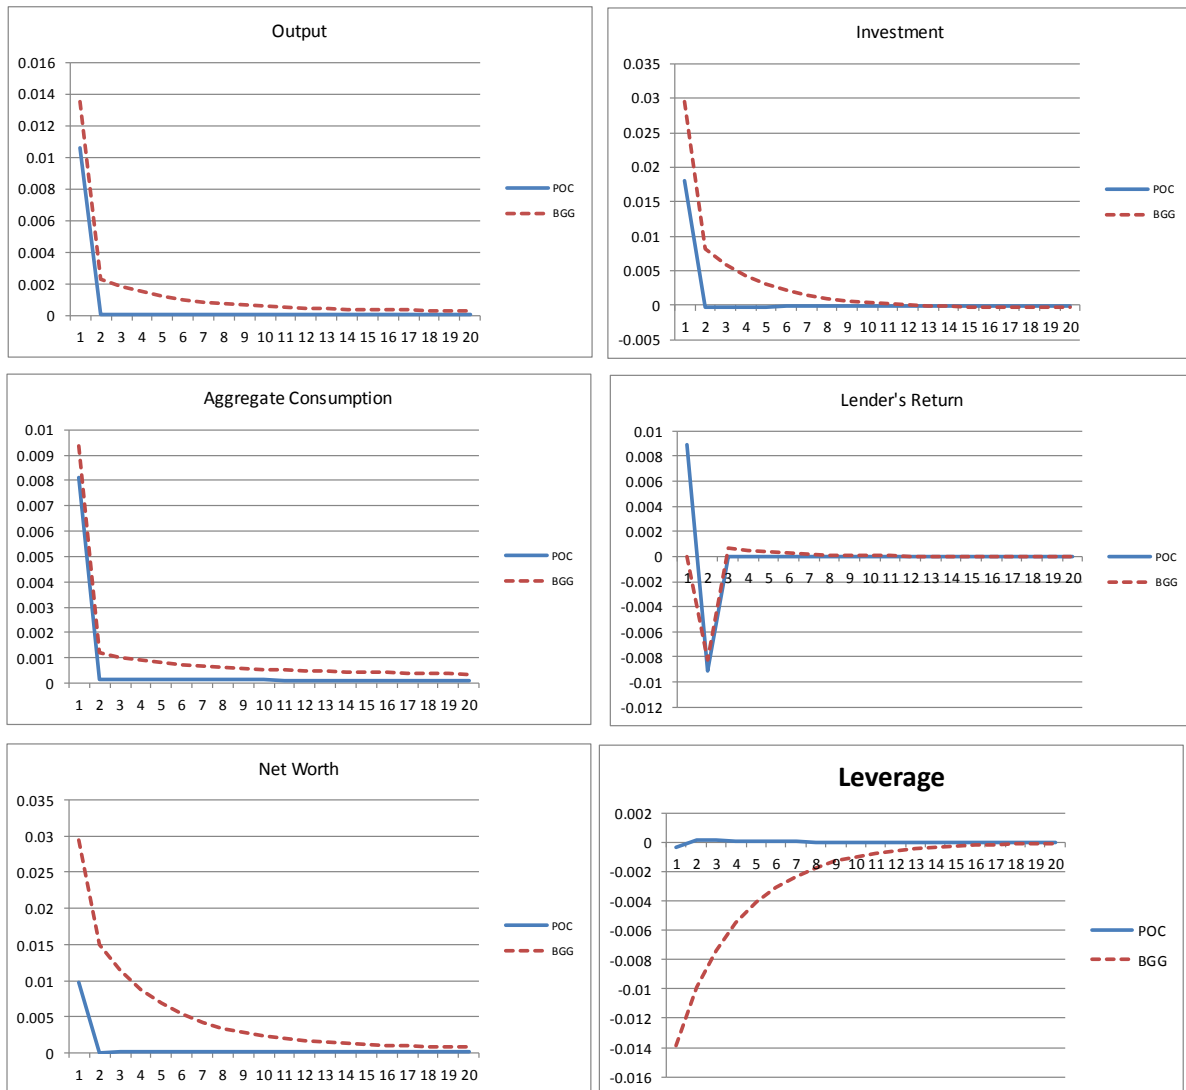 Output
0.016
0.014
0.012
0.01
0.008
0.006
0.004
0.002
0
1 2 3 4 5 6 7 8 9 10 11 12 13 14 15 16 17 18 19 20
POC
BGG
Investment
0.035
0.03
0.025
0.02
0.015
0.01
0.005
0
-0.005
1 2 3 4 5 6 7 8 9 10 11 12 13 14 15 16 17 18 19 20
POC
BGG
Aggregate Consumption
0.01
0.009
0.008
0.007
0.006
0.005
0.004
0.003
0.002
0.001
0
1 2 3 4 5 6 7 8 9 10 11 12 13 14 15 16 17 18 19 20
POC
BGG
Lender's Return
0.01
0.008
0.006
0.004
0.002
0
-0.002
-0.004
-0.006
-0.008
-0.01
-0.012
1 2 3 4 5 6 7 8 9 10 11 12 13 14 15 16 17 18 19 20
POC
BGG
Net Worth
0.035
0.03
0.025
0.02
0.015
0.01
0.005
0
1 2 3 4 5 6 7 8 9 10 11 12 13 14 15 16 17 18 19 20
POC
BGG
Leverage
0.002
0
-0.002
-0.004
-0.006
-0.008
-0.01
-0.012
-0.014
-0.016
1 2 3 4 5 6 7 8 9 10 11 12 13 14 15 16 17 18 19 20
POC
BGG